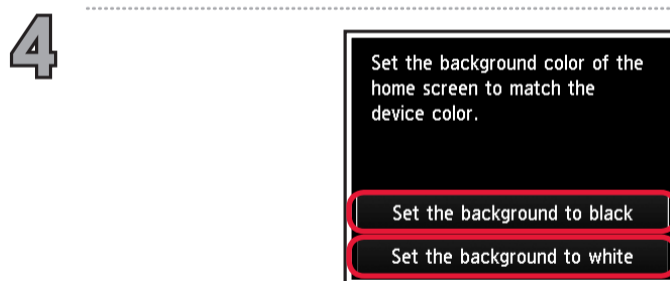 4
Set the background color of the
home screen to match the
device color.
Set the background to black
Set the background to white